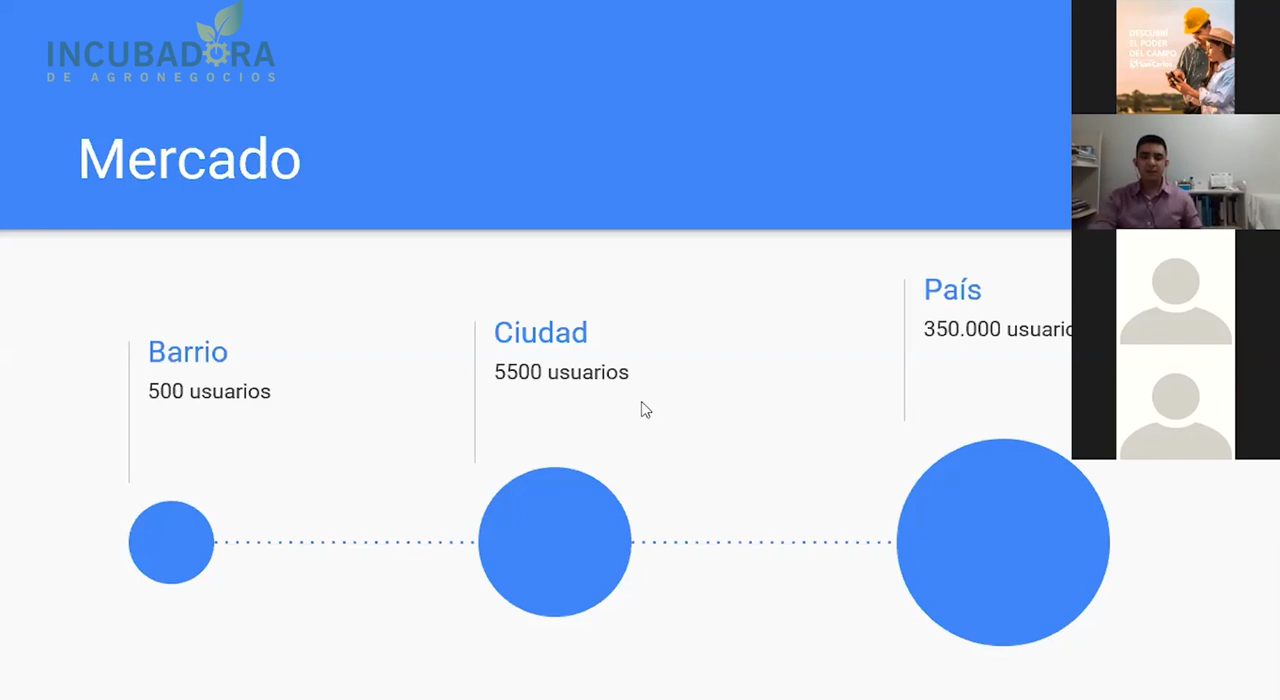 INCUBADORA
DE AGRONEGOCIOS
Mercado
DESCUBRÍ
EL PODER
DEL CAMPO
SanCarlos
País
350.000 usuario
Ciudad
5500 usuarios
Barrio
500 usuarios